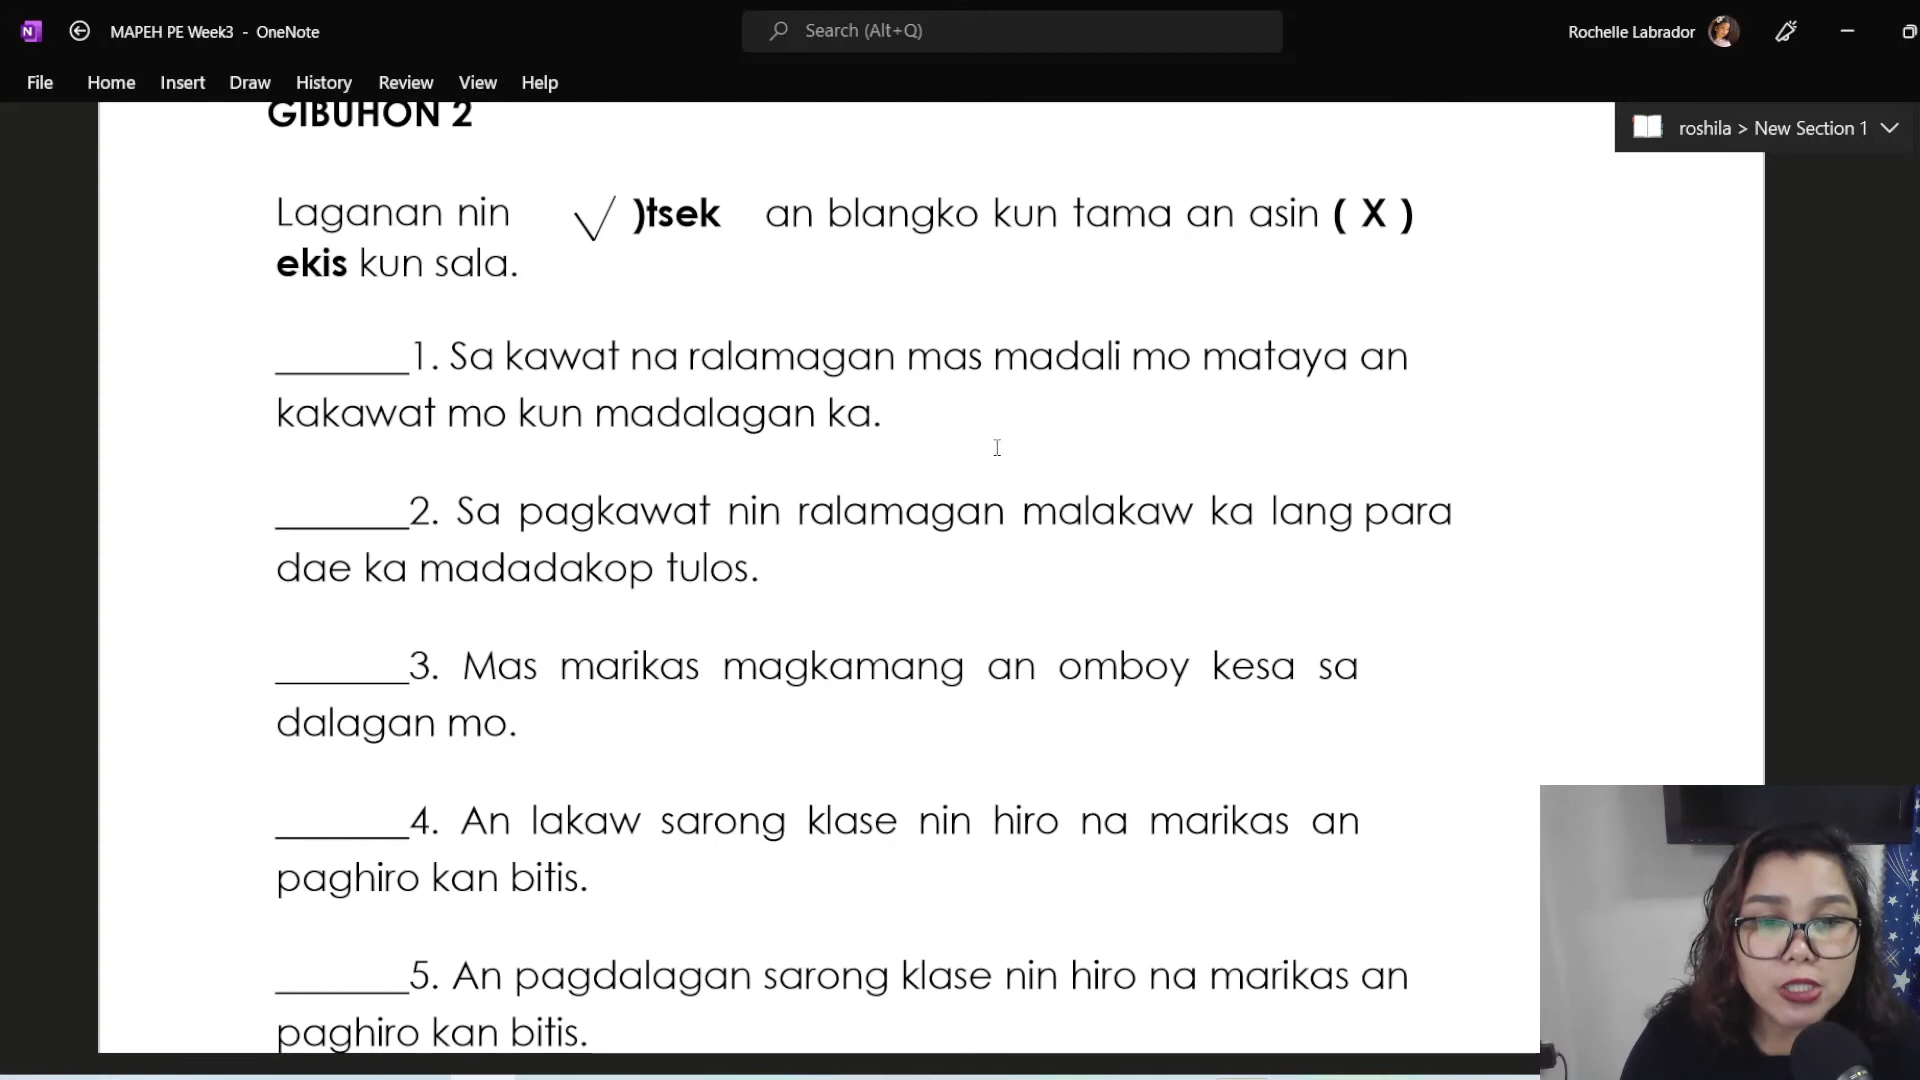 MAPEH PE Week3 - OneNote
Search (Alt+Q)
Rochelle Labrador
File Home Insert Draw History Review View Help
roshila > New Section 1
GIBUHON 2
Laganan nin √ )tsek an blangko kun tama an asin ( X )
ekis kun sala.
_______1. Sa kawat na ralamagan mas madali mo mataya an
kakawat mo kun madalagan ka.
_______2. Sa pagkawat nin ralamagan malakaw ka lang para
dae ka madadakop tulos.
_______3. Mas marikas magkamang an omboy kesa sa
dalagan mo.
_______4. An lakaw sarong klase nin hiro na marikas an
paghiro kan bitis.
_______5. An pagdalagan sarong klase nin hiro na marikas an
paghiro kan bitis.